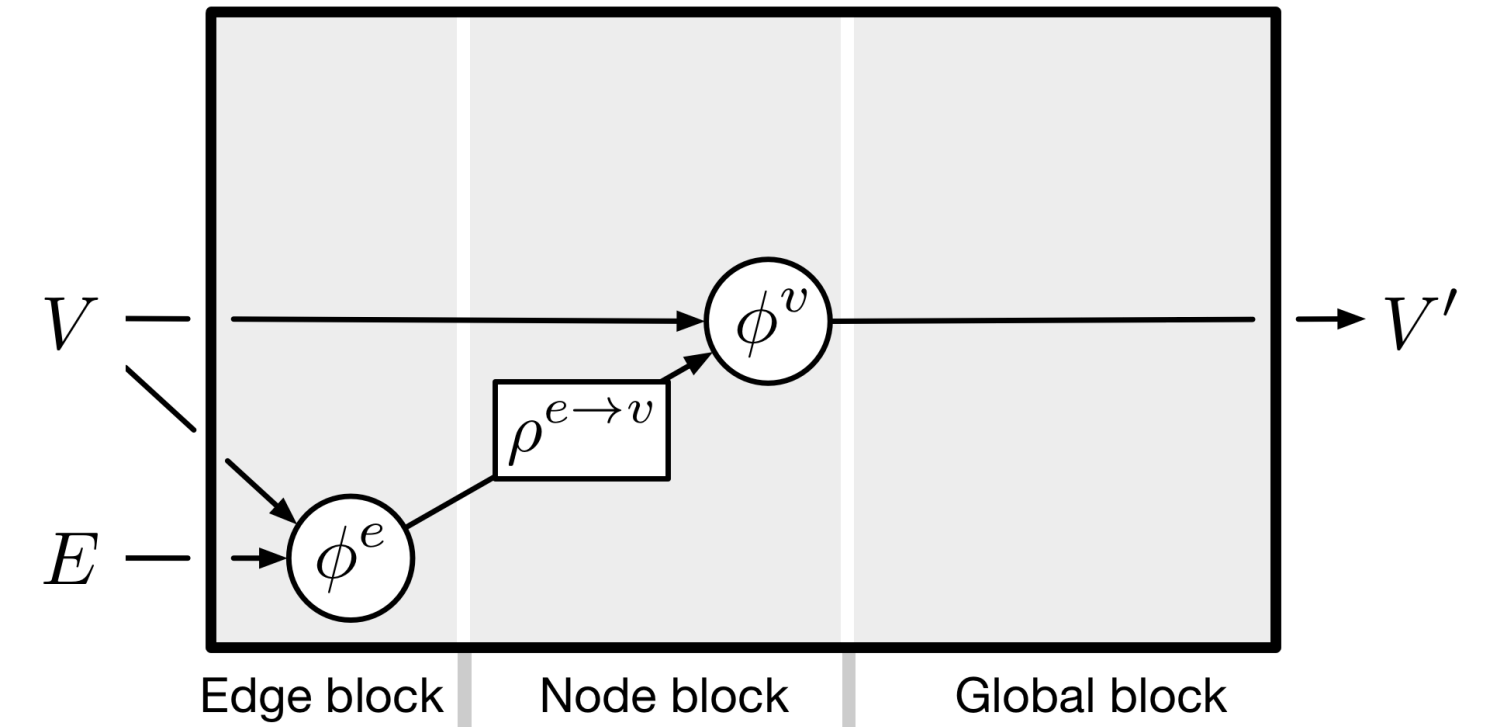 V
ϕ^v
V′
ρ^{e→v}
E
ϕ^e
Edge block
Node block
Global block